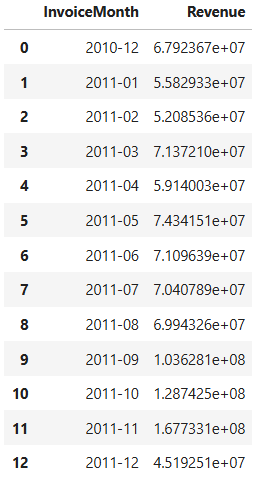 InvoiceMonth Revenue
0 2010-12 6.792367e+07
1 2011-01 5.582933e+07
2 2011-02 5.208536e+07
3 2011-03 7.137210e+07
4 2011-04 5.914003e+07
5 2011-05 7.434151e+07
6 2011-06 7.109639e+07
7 2011-07 7.040789e+07
8 2011-08 6.994326e+07
9 2011-09 1.036281e+08
10 2011-10 1.287425e+08
11 2011-11 1.677331e+08
12 2011-12 4.519251e+07